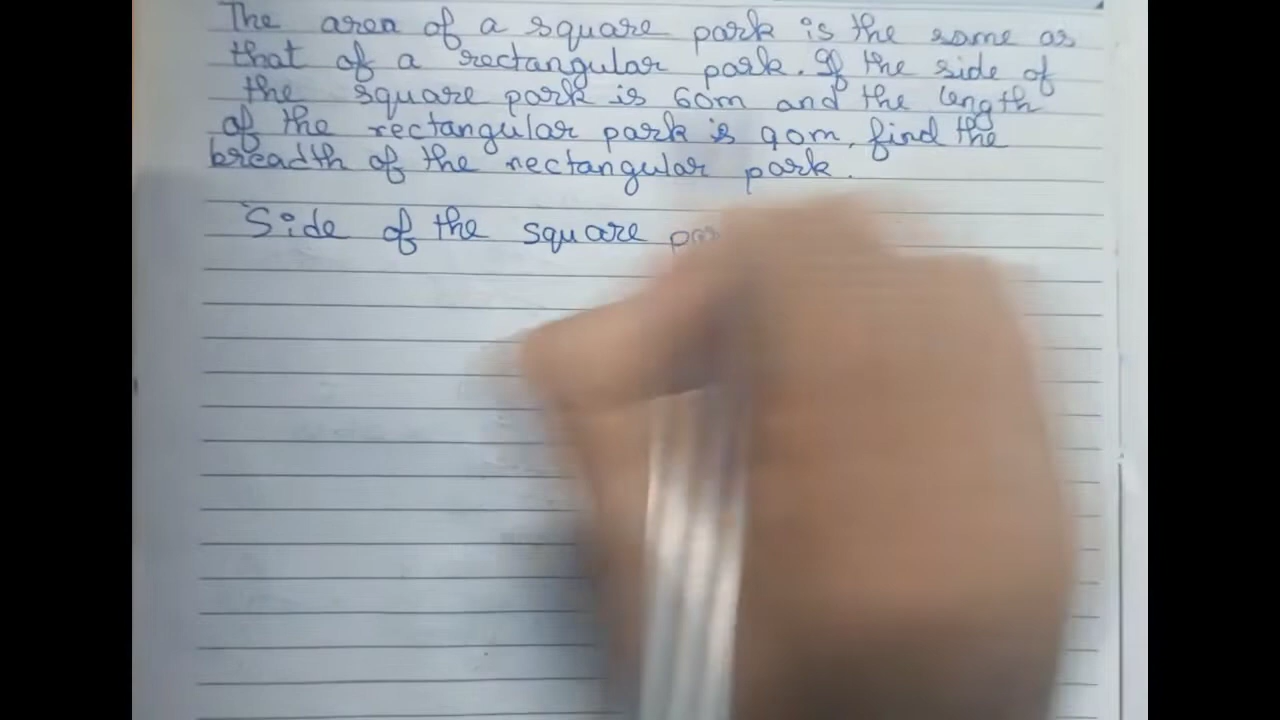 The area of a square park is the same as
that of a rectangular park. If the side of
the square park is 60m and the length
of the rectangular park is 90m, find the
breadth of the rectangular park.
Side of the square